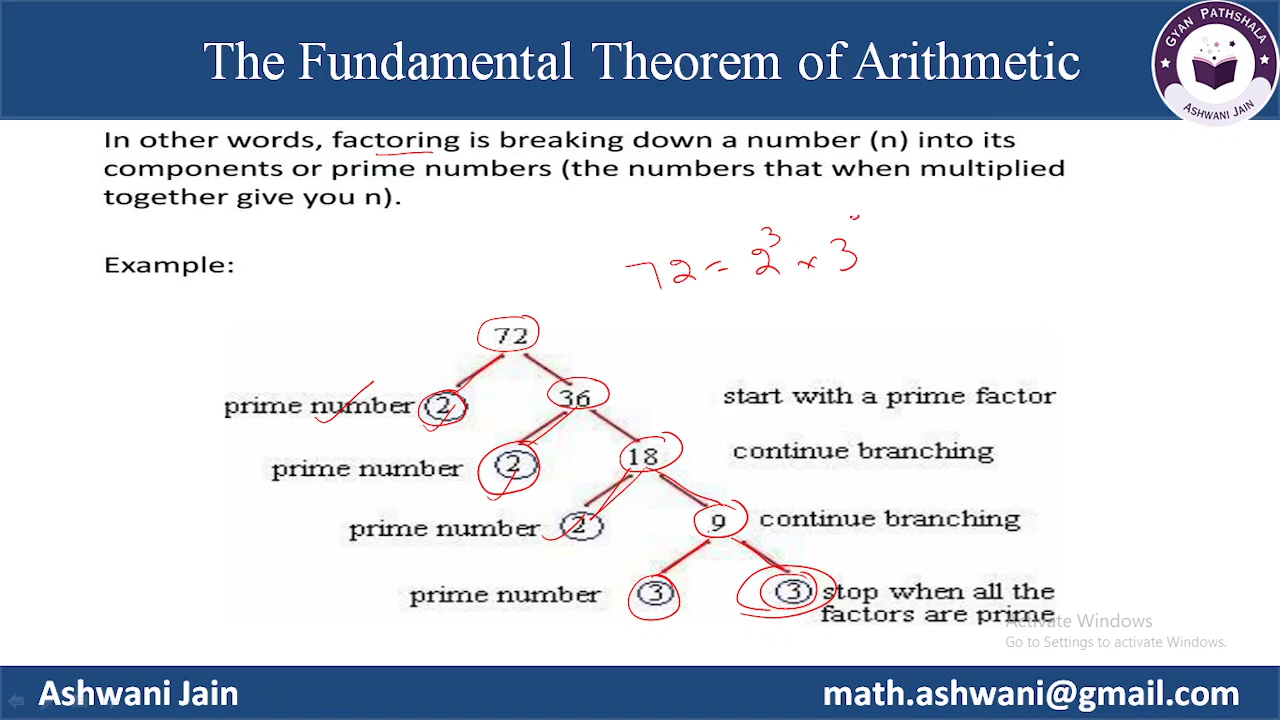 The Fundamental Theorem of Arithmetic
GYAN PATHSHALA
ASHWANI JAIN
In other words, factoring is breaking down a number (n) into its
components or prime numbers (the numbers that when multiplied
together give you n).
72 = 2³ × 3
Example:
72
prime number 2 36 start with a prime factor
prime number 2 18 continue branching
prime number 2 9 continue branching
prime number 3 3 stop when all the
factors are prime
Activate Windows
Go to Settings to activate Windows.
Ashwani Jain math.ashwani@gmail.com